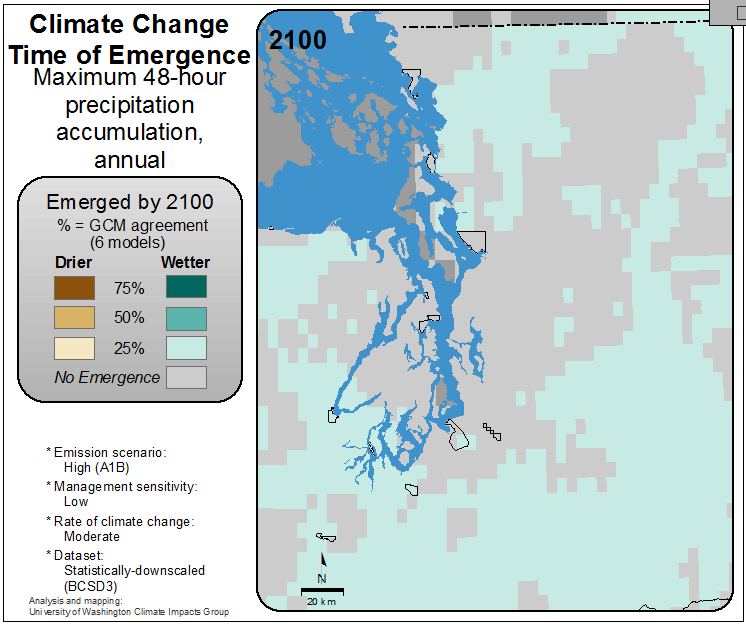 Climate Change
Time of Emergence
Maximum 48-hour
precipitation
accumulation,
annual
Emerged by 2100
% = GCM agreement
(6 models)
Drier Wetter
75%
50%
25%
No Emergence
* Emission scenario:
High (A1B)
* Management sensitivity:
Low
* Rate of climate change:
Moderate
* Dataset:
Statistically-downscaled
(BCSD3)
Analysis and mapping:
University of Washington Climate Impacts Group
2100
N
20 km